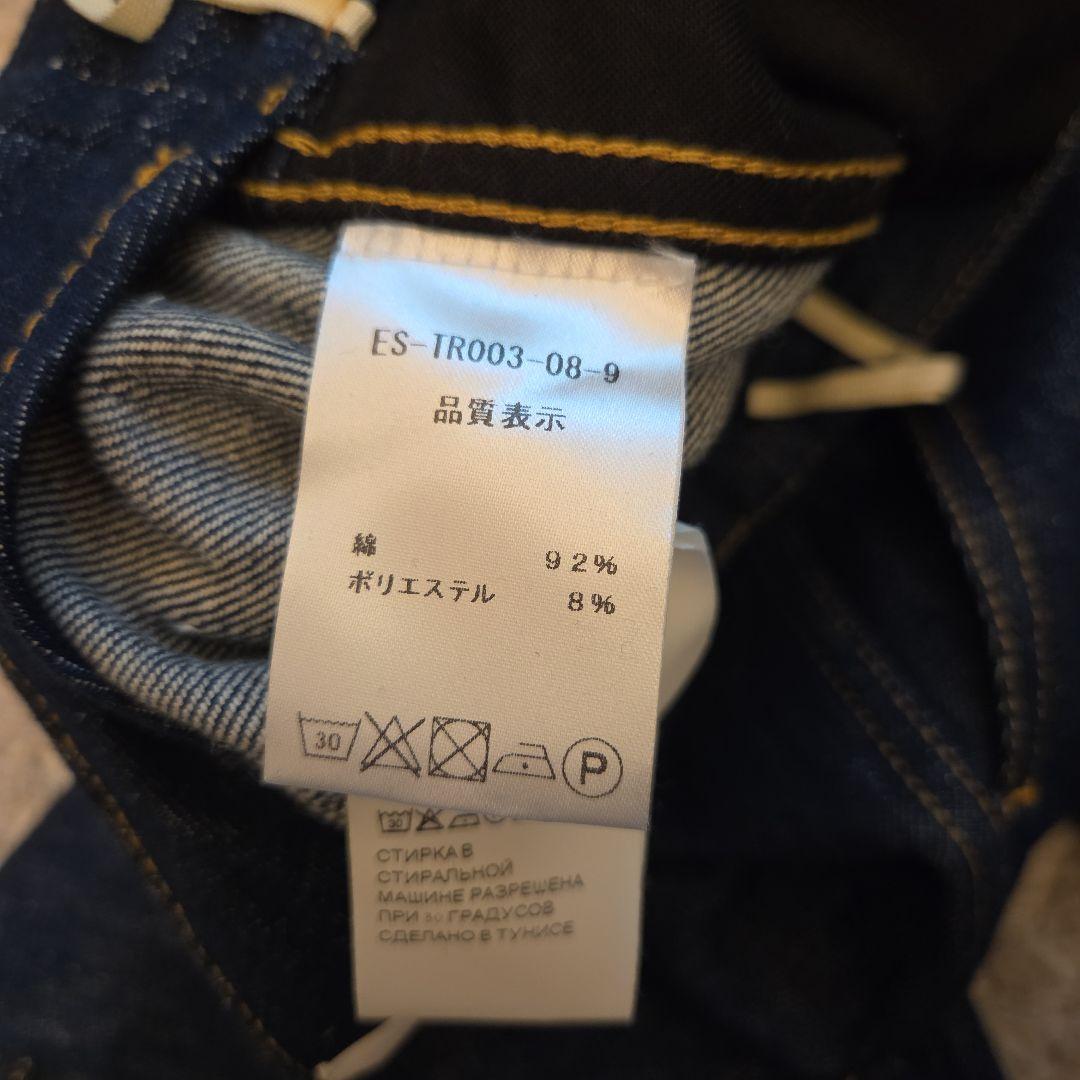 ES-TR003-08-9
品質表示
綿 92%
ポリエステル 8%
30
P
30
СТИРКА В
СТИРАЛЬНОЙ
МАШИНЕ РАЗРЕШЕНА
ПРИ 30 ГРАДУСОВ
СДЕЛАНО В ТУНИСЕ